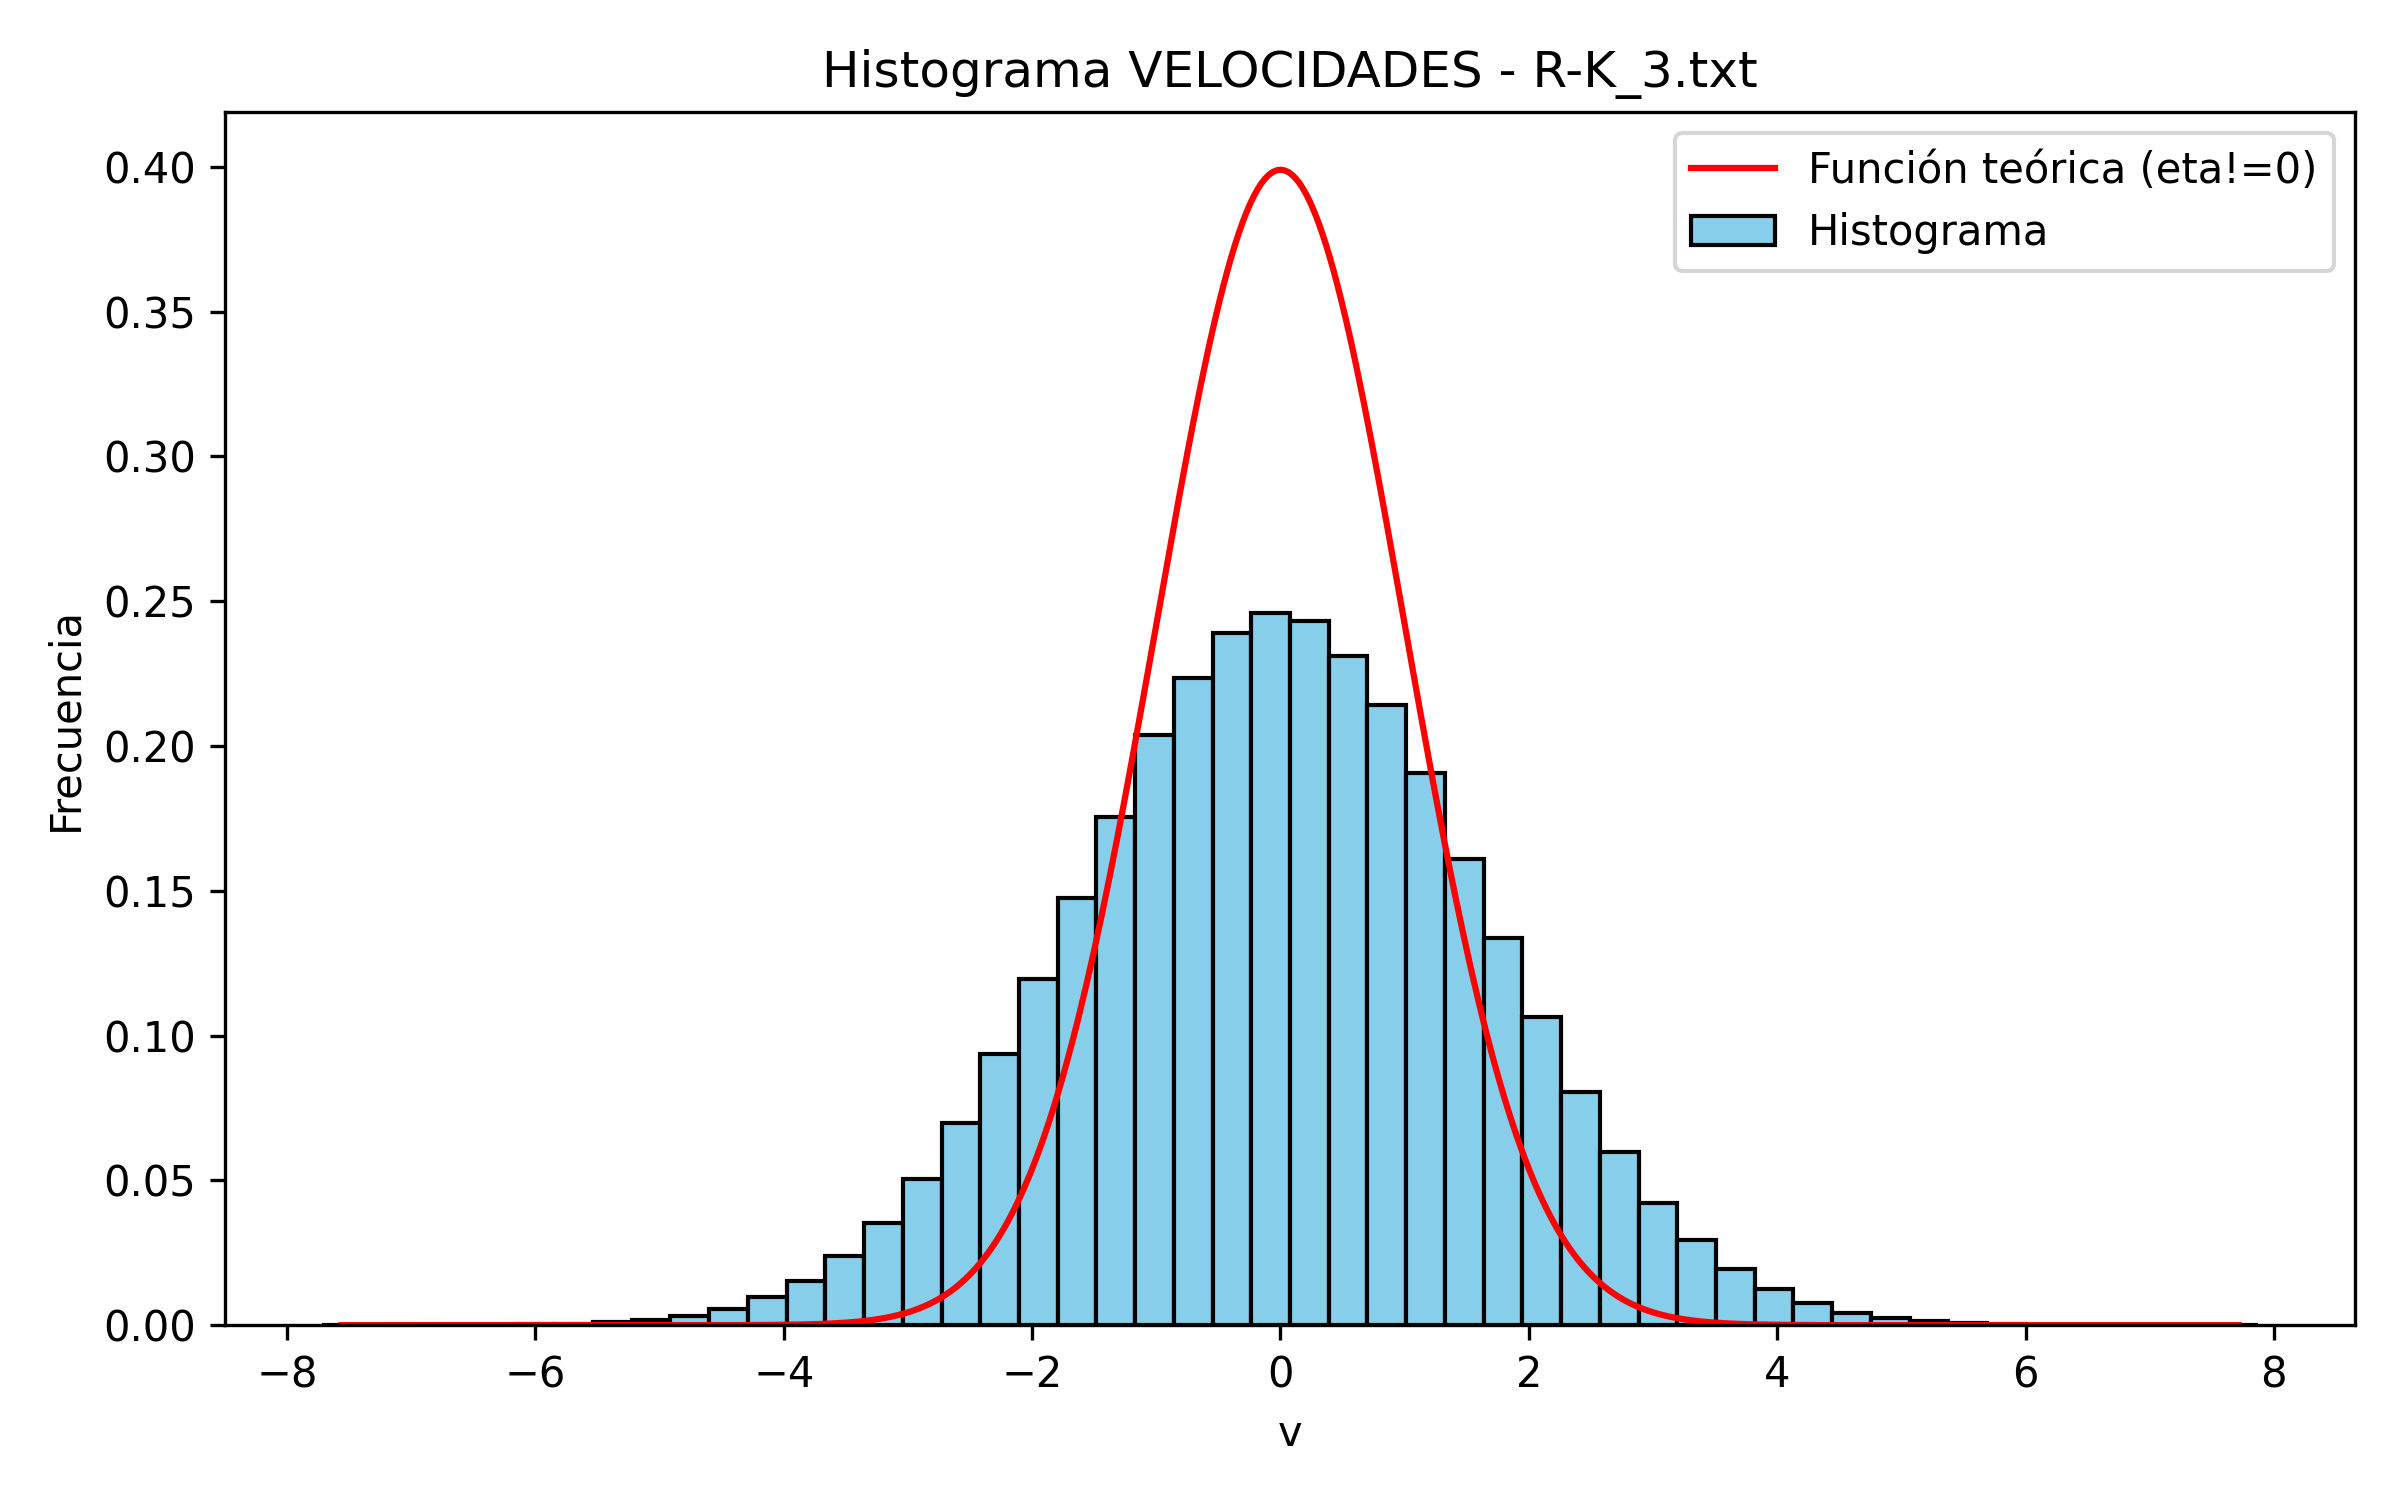 Histograma VELOCIDADES - R-K_3.txt
Función teórica (eta!=0)
Histograma
Frecuencia
0.40
0.35
0.30
0.25
0.20
0.15
0.10
0.05
0.00
−8 −6 −4 −2 0 2 4 6 8
v